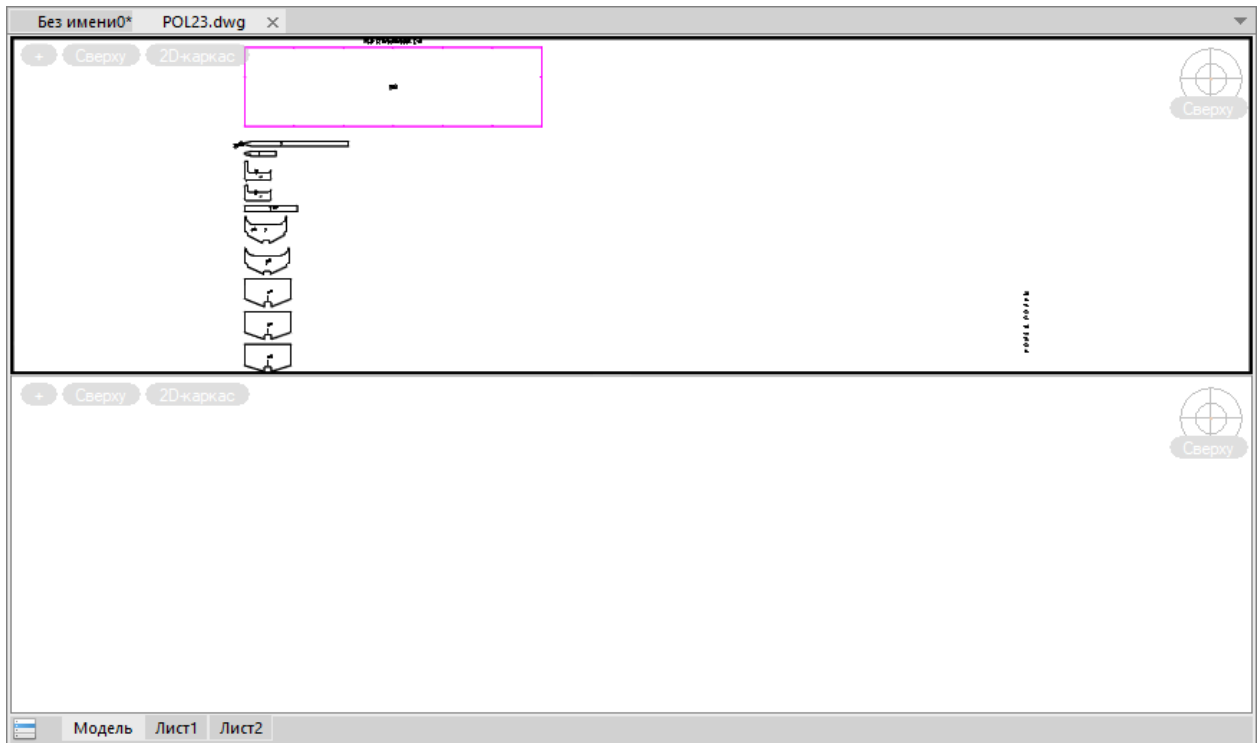 Без имени0* POL23.dwg
+ Сверху 2D-каркас
Сверху
+ Сверху 2D-каркас
Сверху
Модель Лист1 Лист2